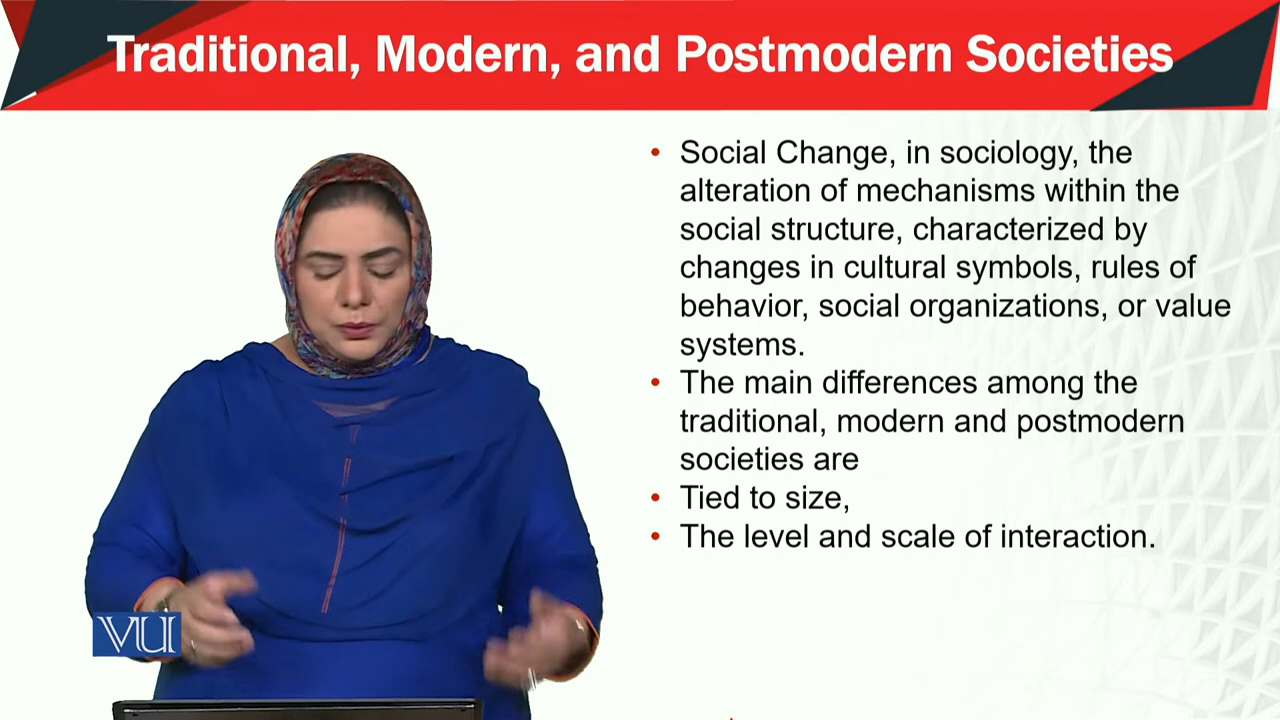 Traditional, Modern, and Postmodern Societies
• Social Change, in sociology, the
alteration of mechanisms within the
social structure, characterized by
changes in cultural symbols, rules of
behavior, social organizations, or value
systems.
• The main differences among the
traditional, modern and postmodern
societies are
• Tied to size,
• The level and scale of interaction.
VU